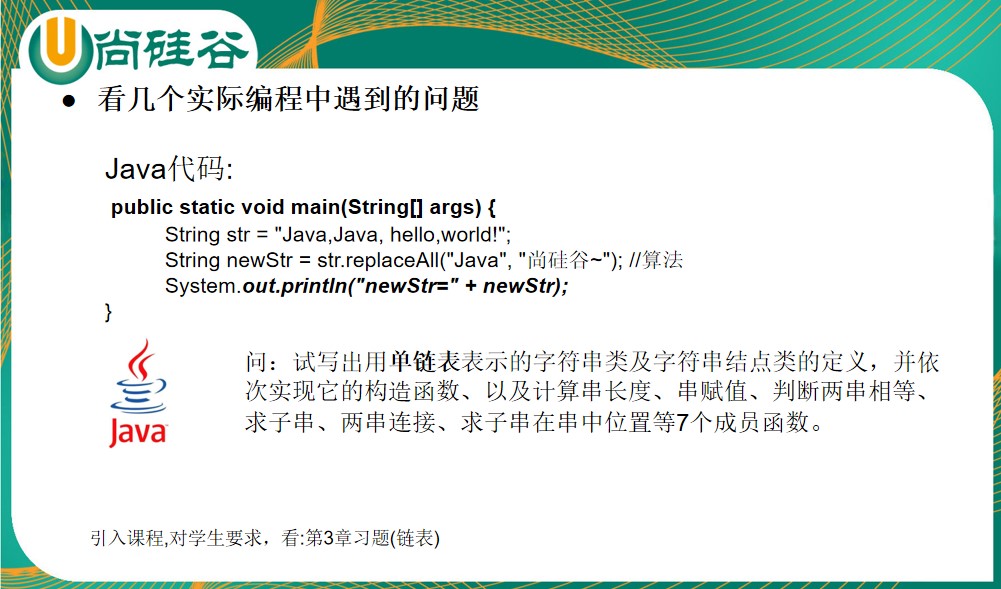 尚硅谷
● 看几个实际编程中遇到的问题
Java代码:
public static void main(String[] args) {
String str = "Java,Java, hello,world!";
String newStr = str.replaceAll("Java", "尚硅谷~"); //算法
System.out.println("newStr=" + newStr);
}
问：试写出用单链表表示的字符串类及字符串结点类的定义，并依
次实现它的构造函数、以及计算串长度、串赋值、判断两串相等、
求子串、两串连接、求子串在串中位置等7个成员函数。
Java
引入课程,对学生要求，看:第3章习题(链表)